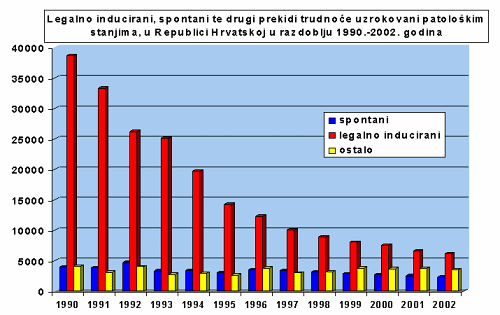 Legalno inducirani, spontani te drugi prekidi trudnoće uzrokovani patološkim
stanjima, u Republici Hrvatskoj u razdoblju 1990.-2002. godina
40000
35000
30000
25000
20000
15000
10000
5000
0
spontani
legalno inducirani
ostalo
1990 1991 1992 1993 1994 1995 1996 1997 1998 1999 2000 2001 2002